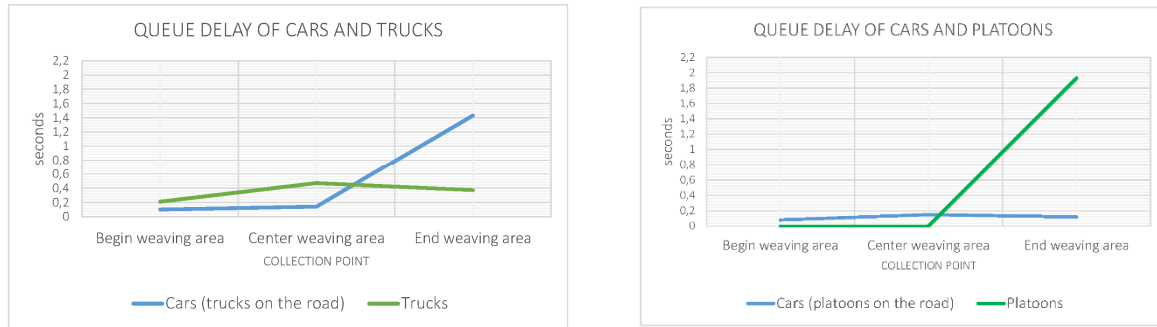 QUEUE DELAY OF CARS AND TRUCKS
2,2
2
1,8
1,6
1,4
1,2
1
0,8
0,6
0,4
0,2
0
seconds
Begin weaving area Center weaving area End weaving area
COLLECTION POINT
Cars (trucks on the road) Trucks
QUEUE DELAY OF CARS AND PLATOONS
2,2
2
1,8
1,6
1,4
1,2
1
0,8
0,6
0,4
0,2
0
seconds
Begin weaving area Center weaving area End weaving area
COLLECTION POINT
Cars (platoons on the road) Platoons